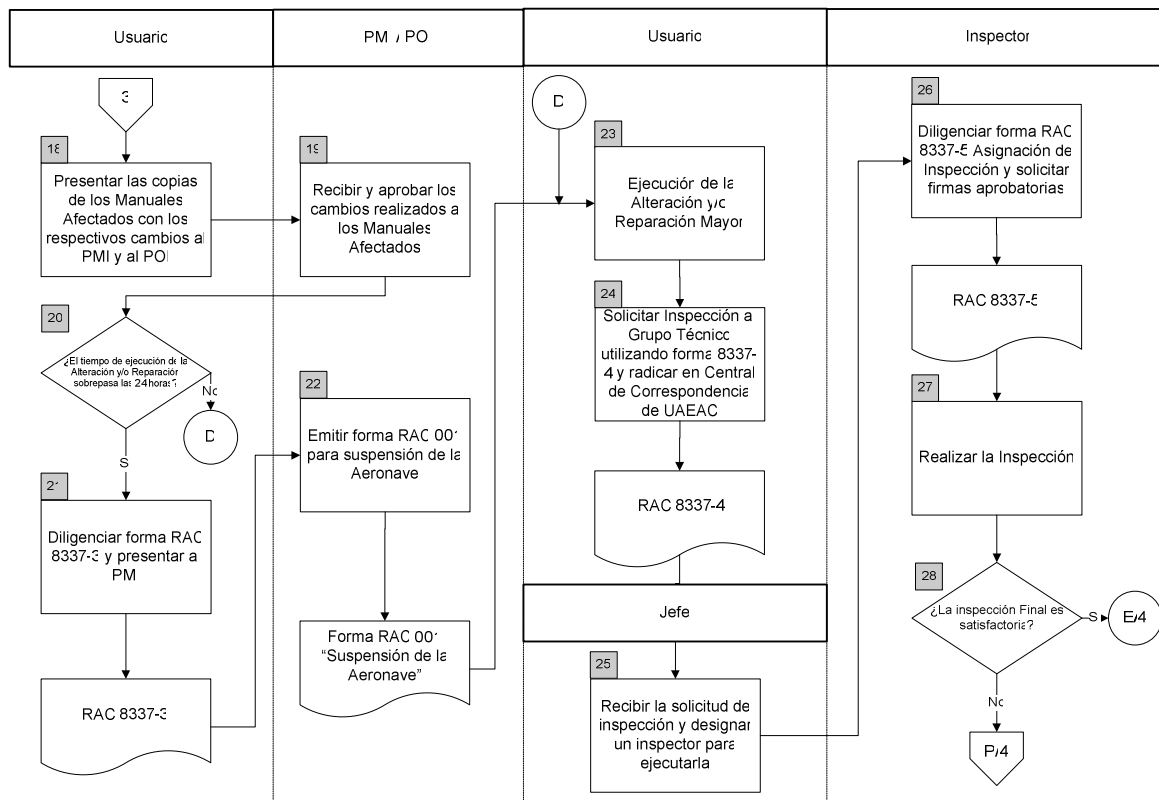 Usuario
PMI / POI
Usuario
Inspector
3
18
Presentar las copias
de los Manuales
Afectados con los
respectivos cambios al
PMI y al POI
19
Recibir y aprobar los
cambios realizados a
los Manuales
Afectados
20
¿El tiempo de ejecución de la
Alteración y/o Reparación
sobrepasa las 24 horas?
No
D
S
21
Diligenciar forma RAC
8337-3 y presentar a
PMI
RAC 8337-3
22
Emitir forma RAC 001
para suspensión de la
Aeronave
Forma RAC 001
“Suspensión de la
Aeronave”
D
23
Ejecución de la
Alteración y/o
Reparación Mayor
24
Solicitar Inspección a
Grupo Técnico
utilizando forma 8337-
4 y radicar en Central
de Correspondencia
de UAEAC
RAC 8337-4
Jefe
25
Recibir la solicitud de
inspección y designar
un inspector para
ejecutarla
26
Diligenciar forma RAC
8337-5 Asignación de
Inspección y solicitar
firmas aprobatorias
RAC 8337-5
27
Realizar la Inspección
28
¿La inspección Final es
satisfactoria?
S
E/4
No
P/4